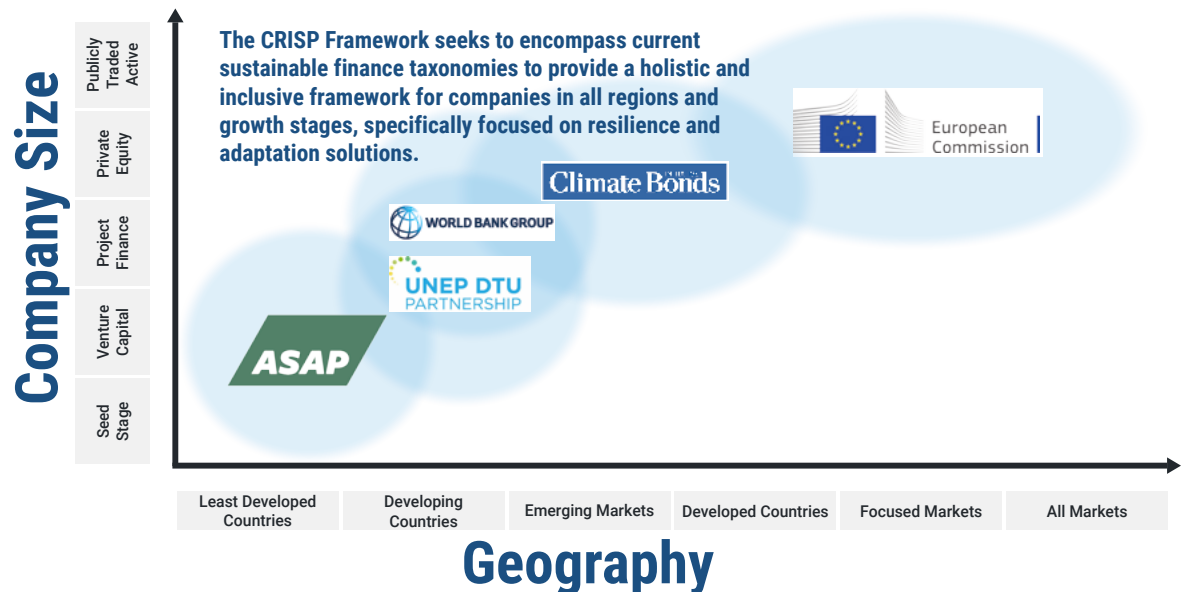 The CRISP Framework seeks to encompass current
sustainable finance taxonomies to provide a holistic and
inclusive framework for companies in all regions and
growth stages, specifically focused on resilience and
adaptation solutions.
Company Size
Publicly
Traded
Active
Private
Equity
Project
Finance
Venture
Capital
Seed
Stage
European
Commission
Climate Bonds
WORLD BANK GROUP
UNEP DTU
PARTNERSHIP
ASAP
Least Developed
Countries
Developing
Countries
Emerging Markets
Developed Countries
Focused Markets
All Markets
Geography